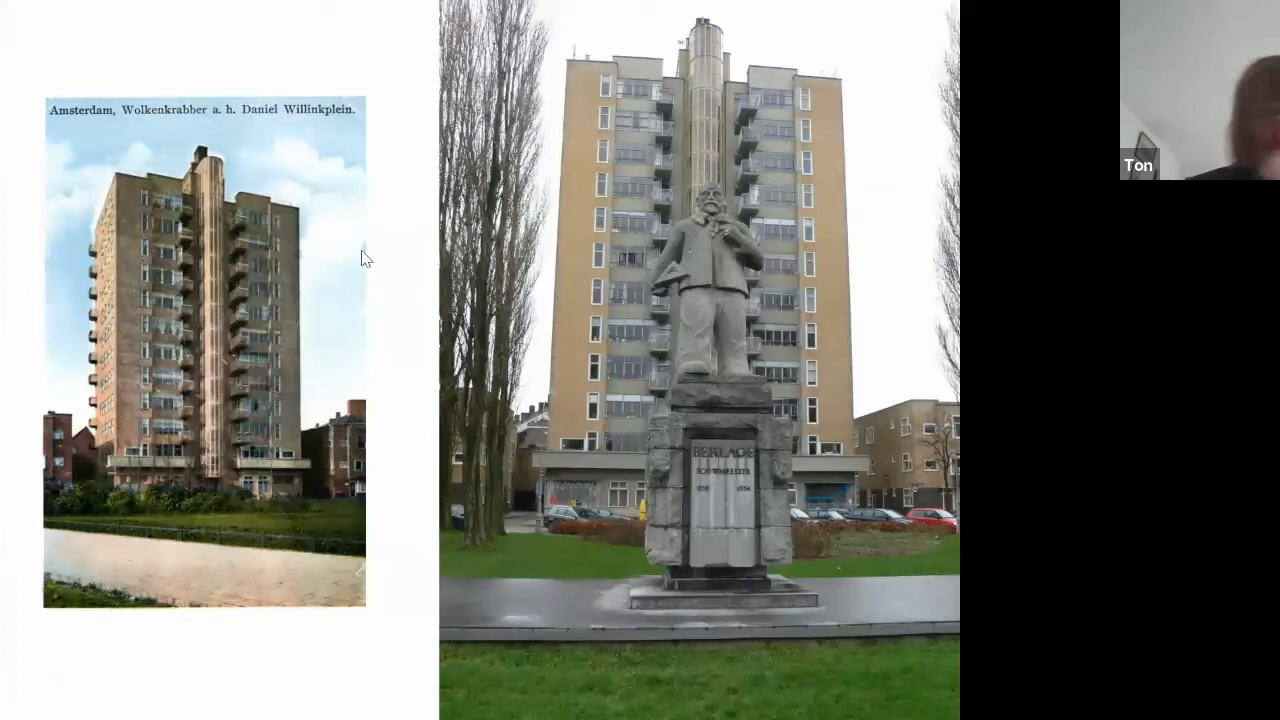 Amsterdam, Wolkenkrabber a. h. Daniel Willinkplein.
BERLAGE
BOUWMEESTER
1856 1934
Ton